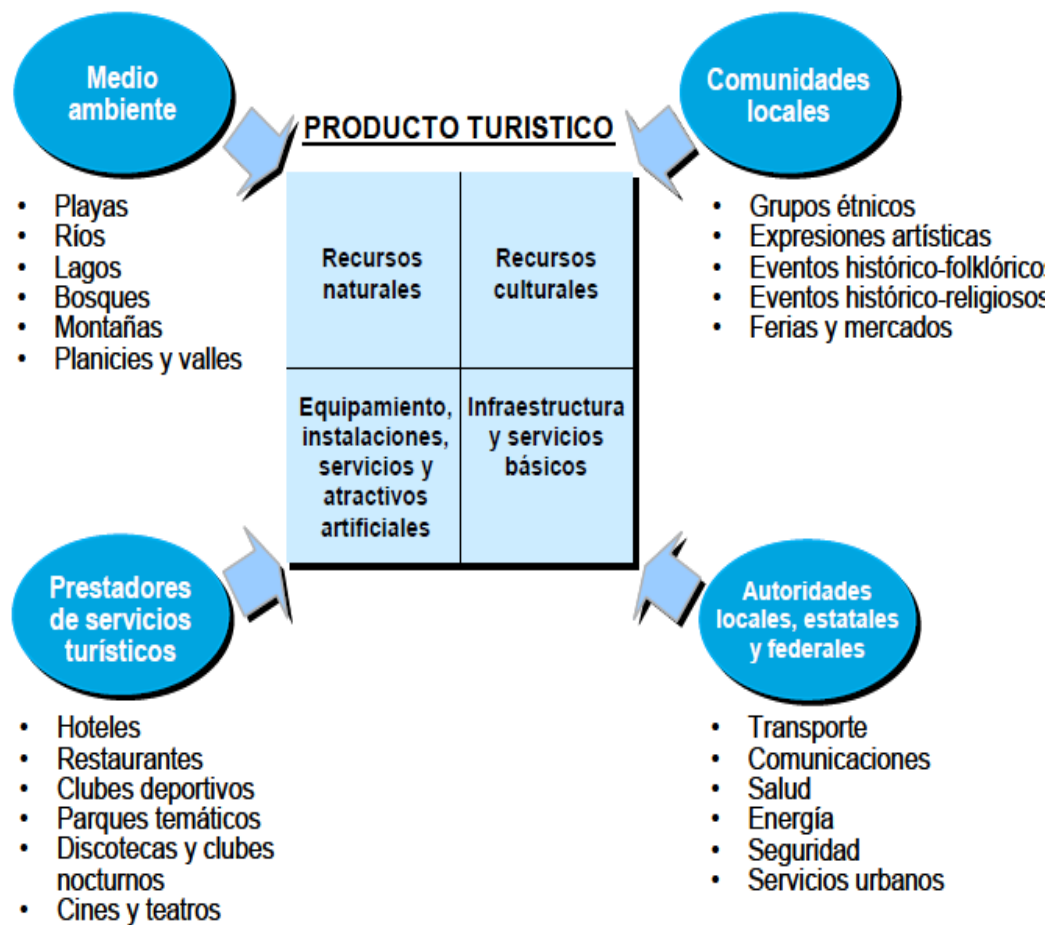 Medio
ambiente
Comunidades
locales
PRODUCTO TURISTICO
• Playas
• Ríos
• Lagos
• Bosques
• Montañas
• Planicies y valles
Recursos
naturales
Recursos
culturales
• Grupos étnicos
• Expresiones artísticas
• Eventos histórico-folklóricos
• Eventos histórico-religiosos
• Ferias y mercados
Equipamiento,
instalaciones,
servicios y
atractivos
artificiales
Infraestructura
y servicios
básicos
Prestadores
de servicios
turísticos
Autoridades
locales, estatales
y federales
• Hoteles
• Restaurantes
• Clubes deportivos
• Parques temáticos
• Discotecas y clubes
nocturnos
• Cines y teatros
• Transporte
• Comunicaciones
• Salud
• Energía
• Seguridad
• Servicios urbanos